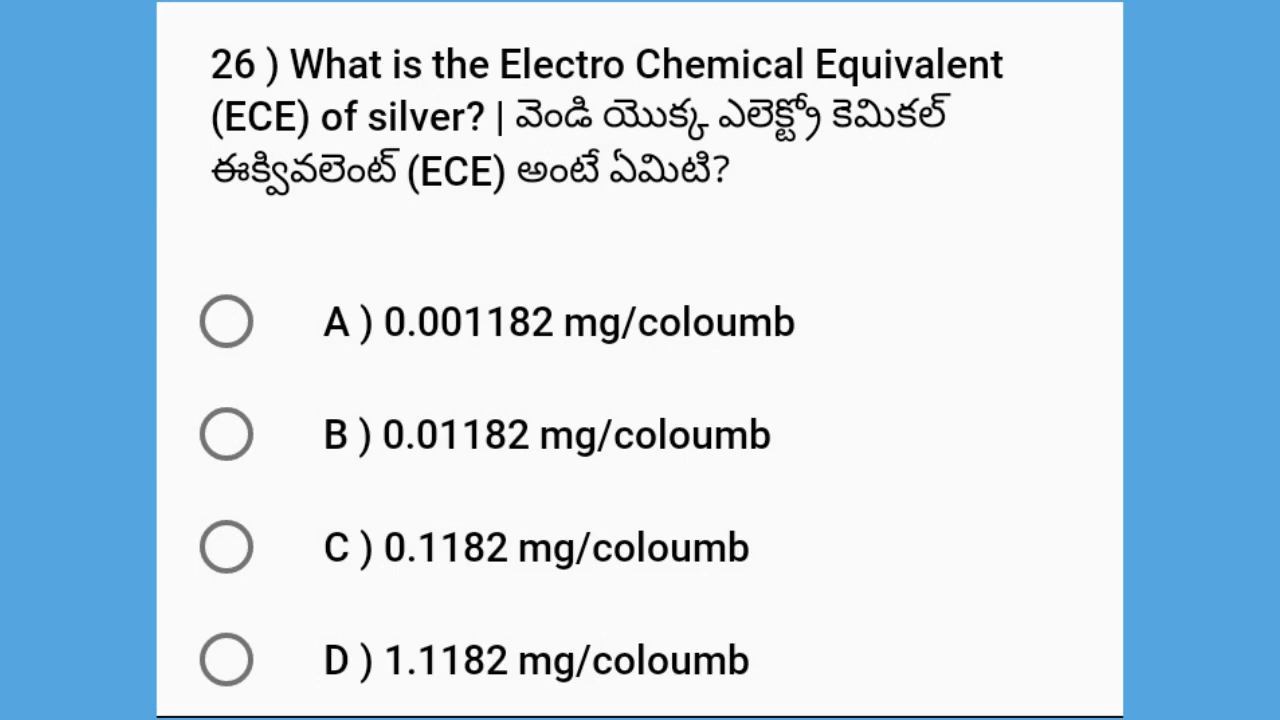 26 ) What is the Electro Chemical Equivalent
(ECE) of silver? | వెండి యొక్క ఎలెక్ట్రో కెమికల్
ఈక్వివలెంట్ (ECE) అంటే ఏమిటి?
A ) 0.001182 mg/coloumb
B ) 0.01182 mg/coloumb
C ) 0.1182 mg/coloumb
D ) 1.1182 mg/coloumb